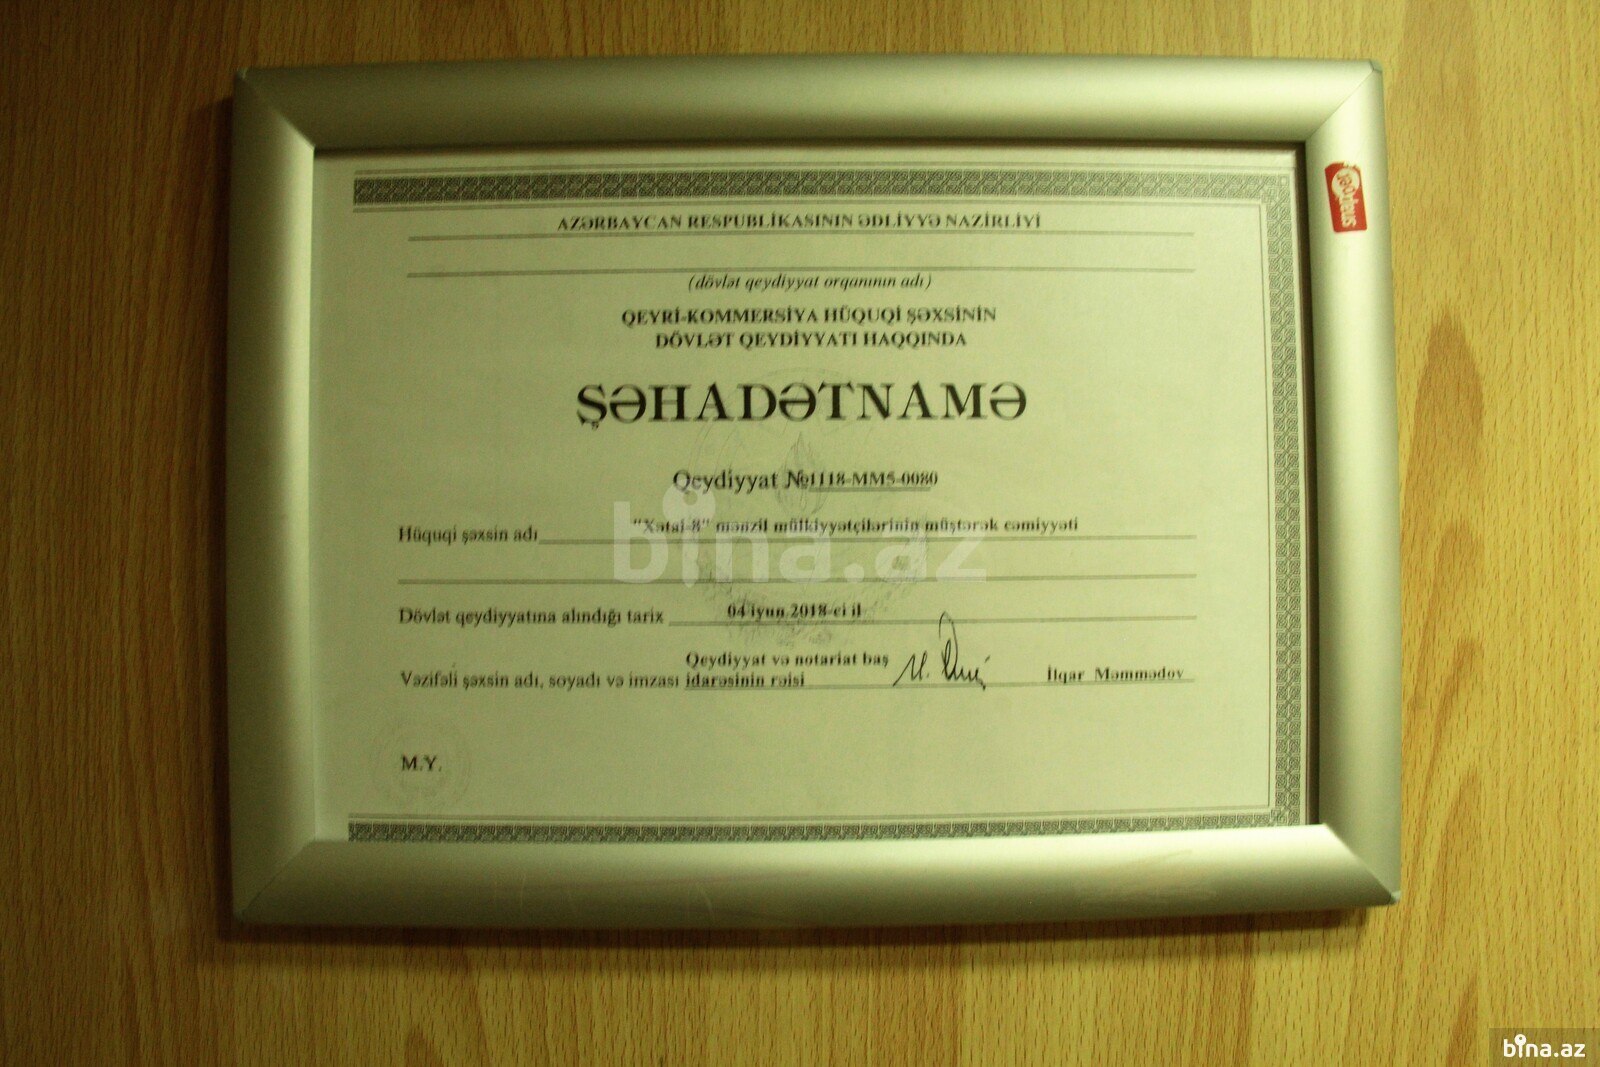 AZƏRBAYCAN RESPUBLİKASININ ƏDLİYYƏ NAZİRLİYİ
(dövlət qeydiyyat orqanının adı)
QEYRİ-KOMMERSİYA HÜQUQİ ŞƏXSİNİN
DÖVLƏT QEYDİYYATI HAQQINDA
ŞƏHADƏTNAMƏ
Qeydiyyat №1118-MM5-0080
Hüquqi şəxsin adı "Xətai-8" mənzil mülkiyyətçilərinin müştərək cəmiyyəti
bina.az
Dövlət qeydiyyatına alındığı tarix 04 iyun 2018-ci il
Qeydiyyat və notariat baş
Vəzifəli şəxsin adı, soyadı və imzası idarəsinin rəisi İlqar Məmmədov
M.Y.
bina.az